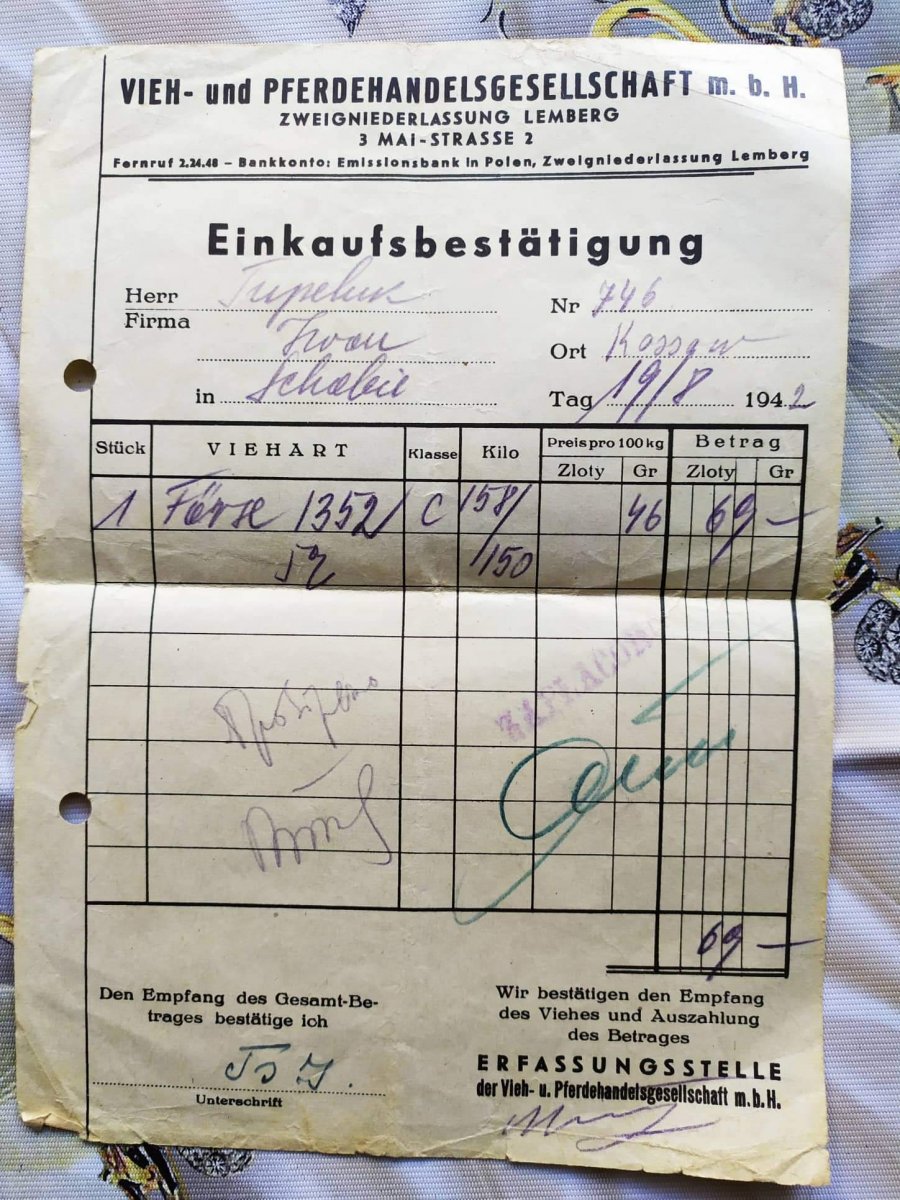 VIEH- und PFERDEHANDELSGESELLSCHAFT m. b. H.
ZWEIGNIEDERLASSUNG LEMBERG
3 MAI-STRASSE 2
Fernruf 2.24.48 – Bankkonto: Emissionsbank in Polen, Zweigniederlassung Lemberg
Einkaufsbestätigung
Herr
Firma
Iwan
in
Nr 746
Ort Kossow
Tag 19/8 1942
Stück VIEHART Klasse Kilo Preis pro 100 kg Betrag
Zloty Gr Zloty Gr
1 Färse 1352/ C 158/ 46 69 –
/150
69 –
Den Empfang des Gesamt-Be-
trages bestätige ich
Unterschrift
Wir bestätigen den Empfang
des Viehes und Auszahlung
des Betrages
ERFASSUNGSSTELLE
der Vieh- u. Pferdehandelsgesellschaft m. b. H.